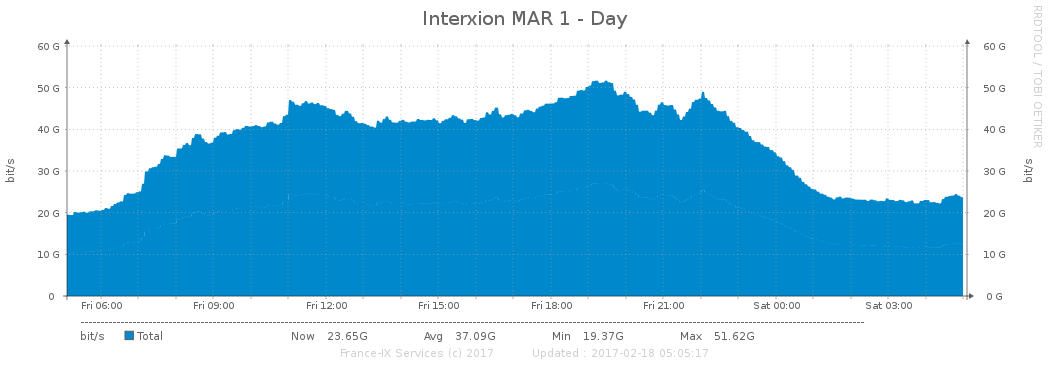 Interxion MAR 1 - Day
RRDTOOL / TOBI OETIKER
60 G 60 G
50 G 50 G
40 G 40 G
30 G 30 G
20 G 20 G
10 G 10 G
0 0 G
bit/s bit/s
Fri 06:00 Fri 09:00 Fri 12:00 Fri 15:00 Fri 18:00 Fri 21:00 Sat 00:00 Sat 03:00
bit/s Total Now 23.65G Avg 37.09G Min 19.37G Max 51.62G
France-IX Services (c) 2017 Updated : 2017-02-18 05:05:17